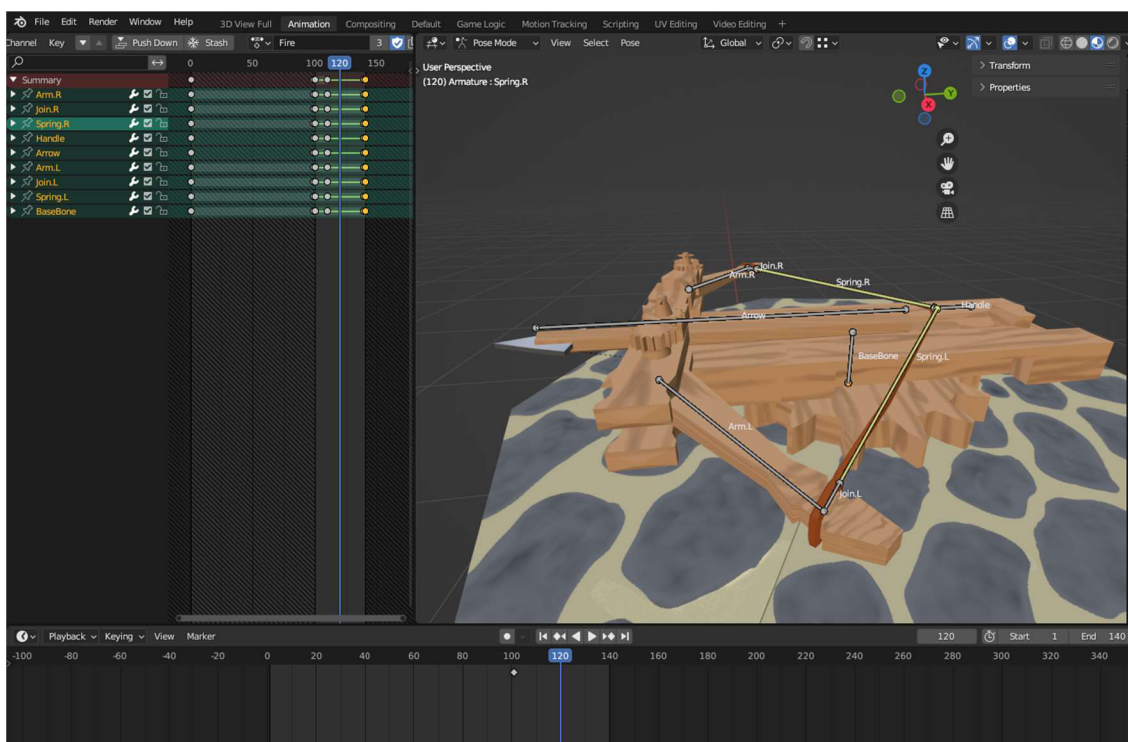 File Edit Render Window Help 3D View Full Animation Compositing Default Game Logic Motion Tracking Scripting UV Editing Video Editing +
Channel Key Push Down Stash Fire 3 Pose Mode View Select Pose Global
0 50 100 120 150
Summary
Arm.R
Join.R
Spring.R
Handle
Arrow
Arm.L
Join.L
Spring.L
BaseBone
User Perspective
(120) Armature : Spring.R
Transform
Properties
Z
Y
X
Join.R
Arm.R
Spring.R
Handle
Arrow
BaseBone
Spring.L
Arm.L
Join.L
Playback Keying View Marker 120 Start 1 End 140
-100 -80 -60 -40 -20 0 20 40 60 80 100 120 140 160 180 200 220 240 260 280 300 320 340